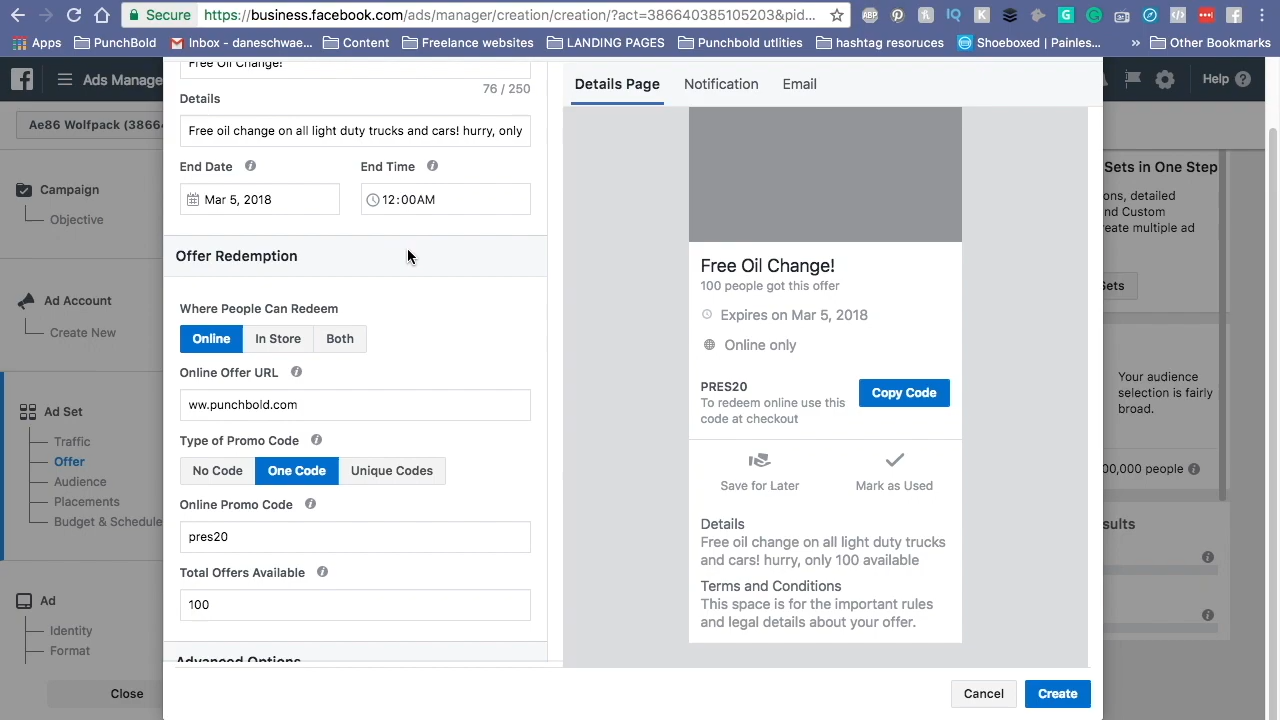 Secure https://business.facebook.com/ads/manager/creation/creation/?act=386640385105203&pid...
Apps PunchBold Inbox - daneschwae... Content Freelance websites LANDING PAGES Punchbold utlities hashtag resoruces Shoeboxed | Painless... » Other Bookmarks
Ads Manage
Help
Ae86 Wolfpack (3866
Campaign
Objective
Ad Account
Create New
Ad Set
Traffic
Offer
Audience
Placements
Budget & Schedule
Ad
Identity
Format
Close
Free Oil Change!
76 / 250
Details
Free oil change on all light duty trucks and cars! hurry, only
End Date
End Time
Mar 5, 2018
12:00AM
Offer Redemption
Where People Can Redeem
Online In Store Both
Online Offer URL
ww.punchbold.com
Type of Promo Code
No Code One Code Unique Codes
Online Promo Code
pres20
Total Offers Available
100
Advanced Options
Details Page Notification Email
Free Oil Change!
100 people got this offer
Expires on Mar 5, 2018
Online only
PRES20
To redeem online use this
code at checkout
Copy Code
Save for Later
Mark as Used
Details
Free oil change on all light duty trucks
and cars! hurry, only 100 available
Terms and Conditions
This space is for the important rules
and legal details about your offer.
Cancel
Create
Sets in One Step
ons, detailed
nd Custom
reate multiple ad
Sets
Your audience
selection is fairly
broad.
00,000 people
sults